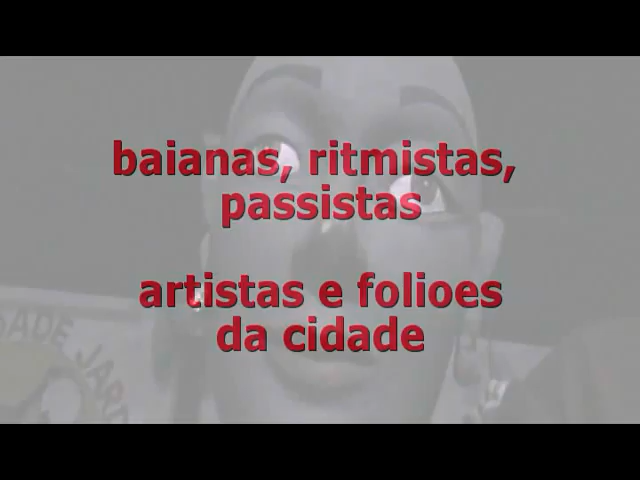 baianas, ritmistas,
passistas
artistas e folioes
da cidade